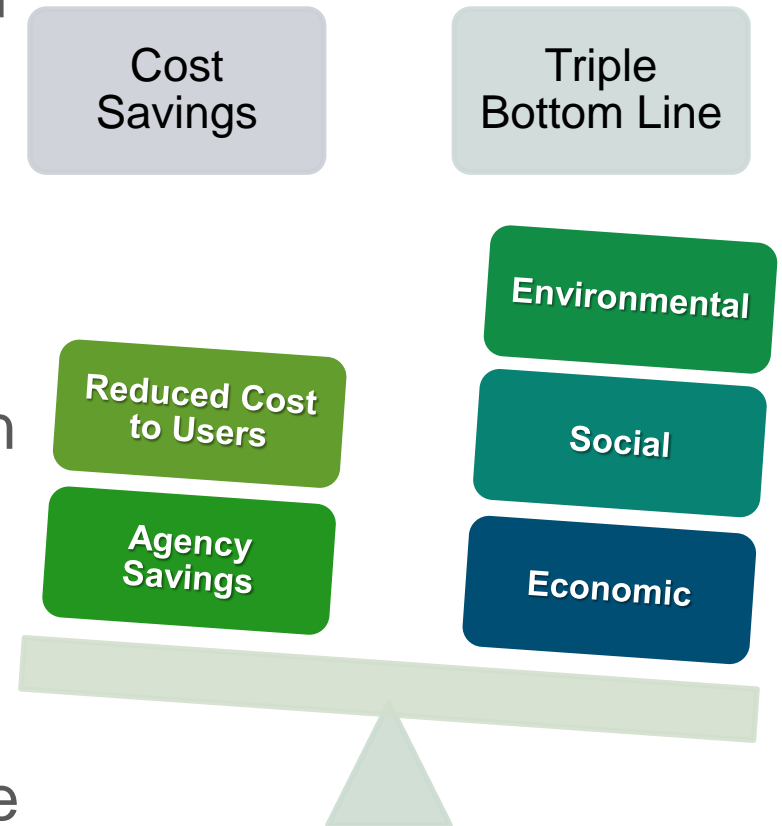 Cost
Savings
Triple
Bottom Line
Environmental
Reduced Cost
to Users
Social
Agency
Savings
Economic
n
e